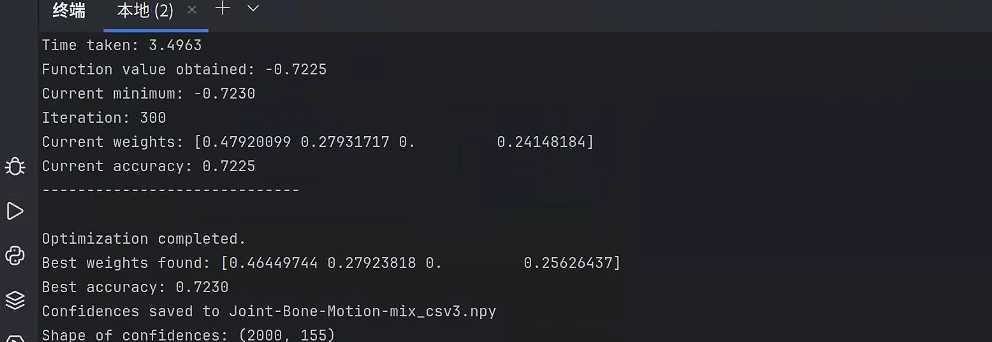 终端 本地 (2) × +
Time taken: 3.4963
Function value obtained: -0.7225
Current minimum: -0.7230
Iteration: 300
Current weights: [0.47920099 0.27931717 0.         0.24148184]
Current accuracy: 0.7225
----------------------------
Optimization completed.
Best weights found: [0.46449744 0.27923818 0.         0.25626437]
Best accuracy: 0.7230
Confidences saved to Joint-Bone-Motion-mix_csv3.npy
Shape of confidences: (2000, 155)